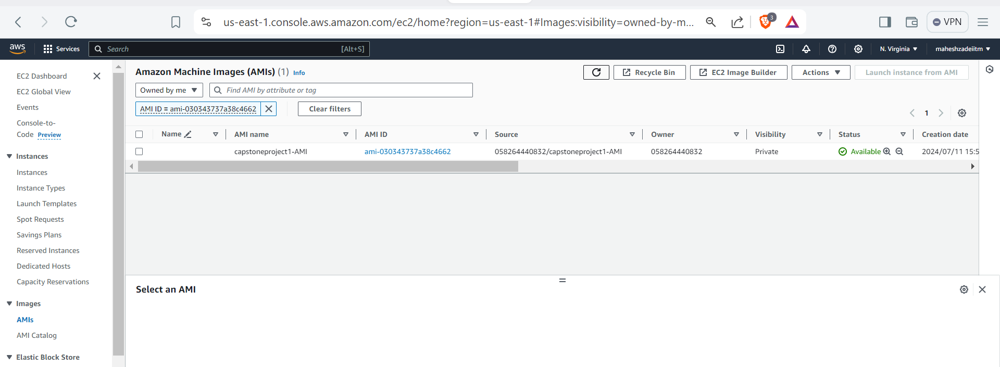 us-east-1.console.aws.amazon.com/ec2/home?region=us-east-1#Images:visibility=owned-by-m...
3
VPN
aws
Services
Search
[Alt+S]
N. Virginia
maheshzadeiitm
EC2 Dashboard
EC2 Global View
Events
Console-to-
Code Preview
Instances
Instances
Instance Types
Launch Templates
Spot Requests
Savings Plans
Reserved Instances
Dedicated Hosts
Capacity Reservations
Images
AMIs
AMI Catalog
Elastic Block Store
Amazon Machine Images (AMIs) (1) Info
Recycle Bin
EC2 Image Builder
Actions
Launch instance from AMI
Owned by me
Find AMI by attribute or tag
AMI ID = ami-030343737a38c4662
Clear filters
1
Name AMI name AMI ID Source Owner Visibility Status Creation date
capstoneproject1-AMI ami-030343737a38c4662 058264440832/capstoneproject1-AMI 058264440832 Private Available 2024/07/11 15:5
Select an AMI